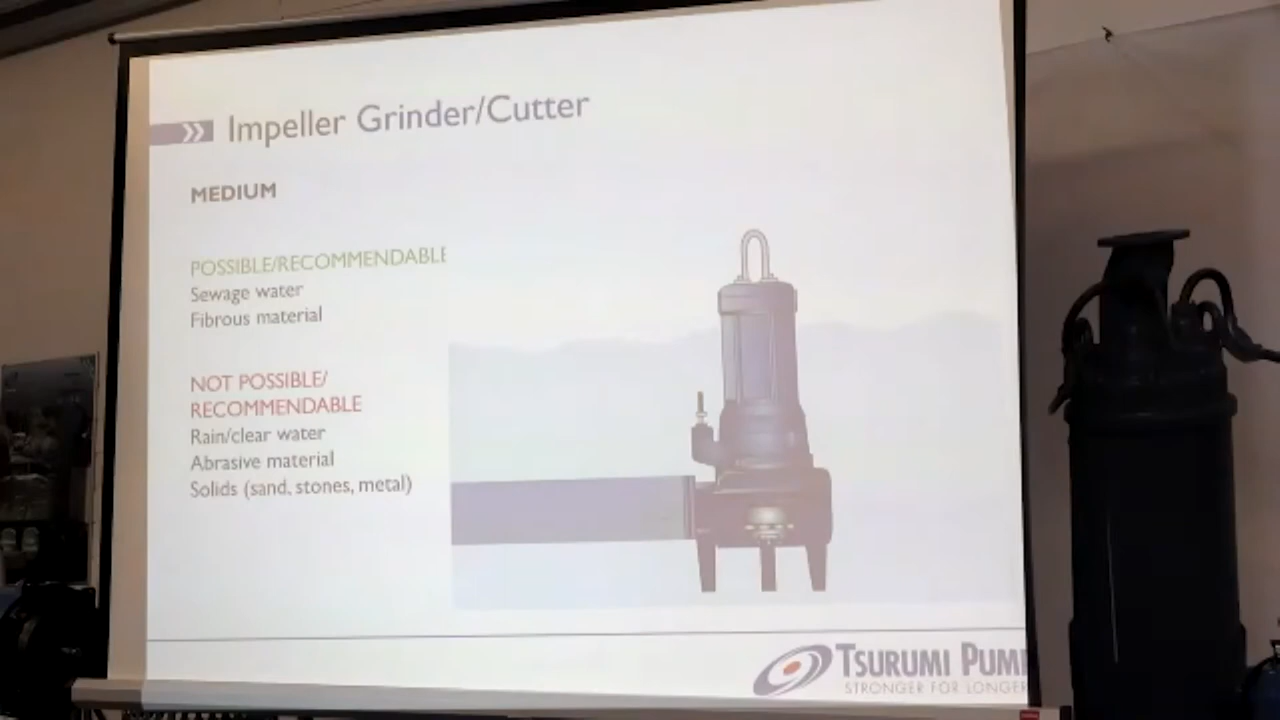 Impeller Grinder/Cutter
MEDIUM
POSSIBLE/RECOMMENDABLE
Sewage water
Fibrous material
NOT POSSIBLE/
RECOMMENDABLE
Rain/clear water
Abrasive material
Solids (sand, stones, metal)
TSURUMI PUMP
STRONGER FOR LONGER